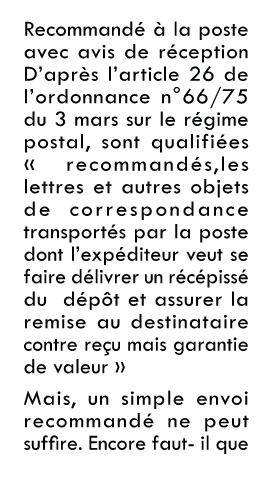 Recommandé à la poste
avec avis de réception
D'après l'article 26 de
l'ordonnance n°66/75
du 3 mars sur le régime
postal, sont qualifiées
« recommandés,les
lettres et autres objets
de correspondance
transportés par la poste
dont l'expéditeur veut se
faire délivrer un récépissé
du dépôt et assurer la
remise au destinataire
contre reçu mais garantie
de valeur »
Mais, un simple envoi
recommandé ne peut
suffire. Encore faut- il que